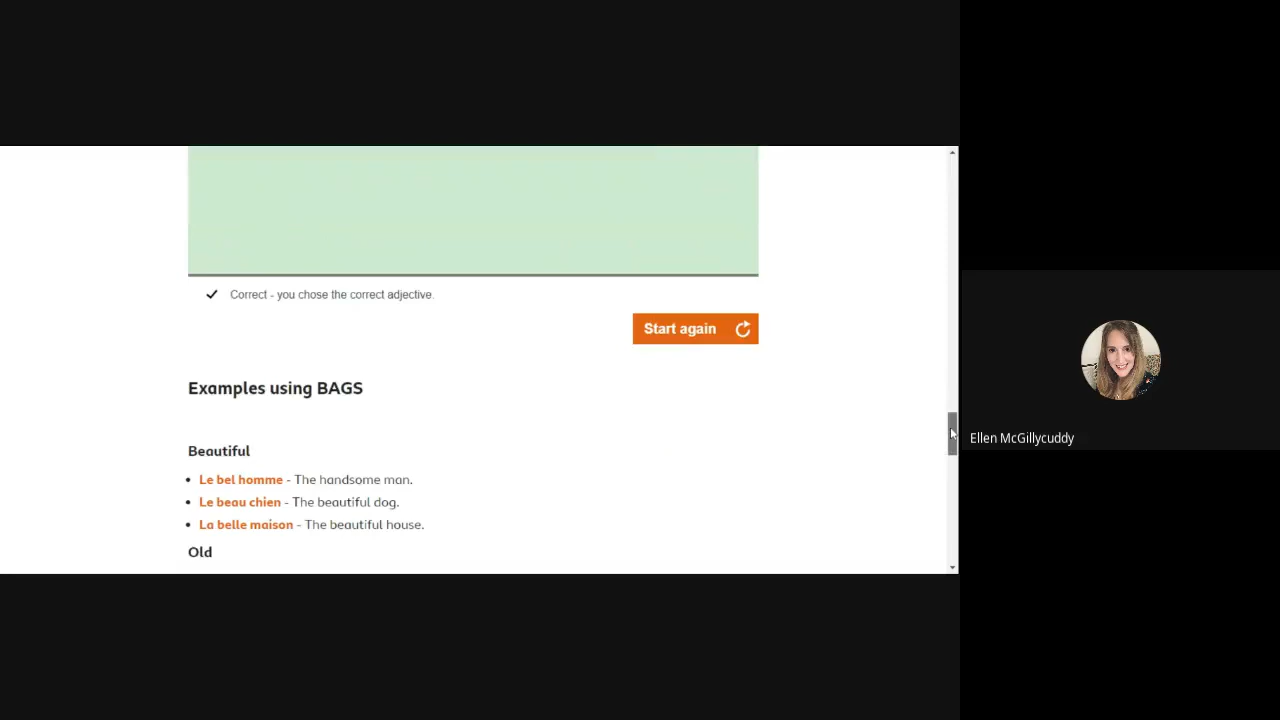 Correct - you chose the correct adjective.
Start again
Examples using BAGS
Beautiful
Le bel homme - The handsome man.
Le beau chien - The beautiful dog.
La belle maison - The beautiful house.
Old
Ellen McGillycuddy